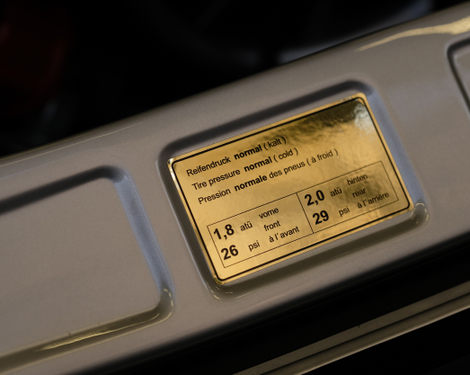 Reifendruck normal ( kalt )
Tire pressure normal ( cold )
Pression normale des pneus ( à froid )
1,8 atü vorne
26 psi front
à l'avant
2,0 atü hinten
29 psi rear
à l'arrière